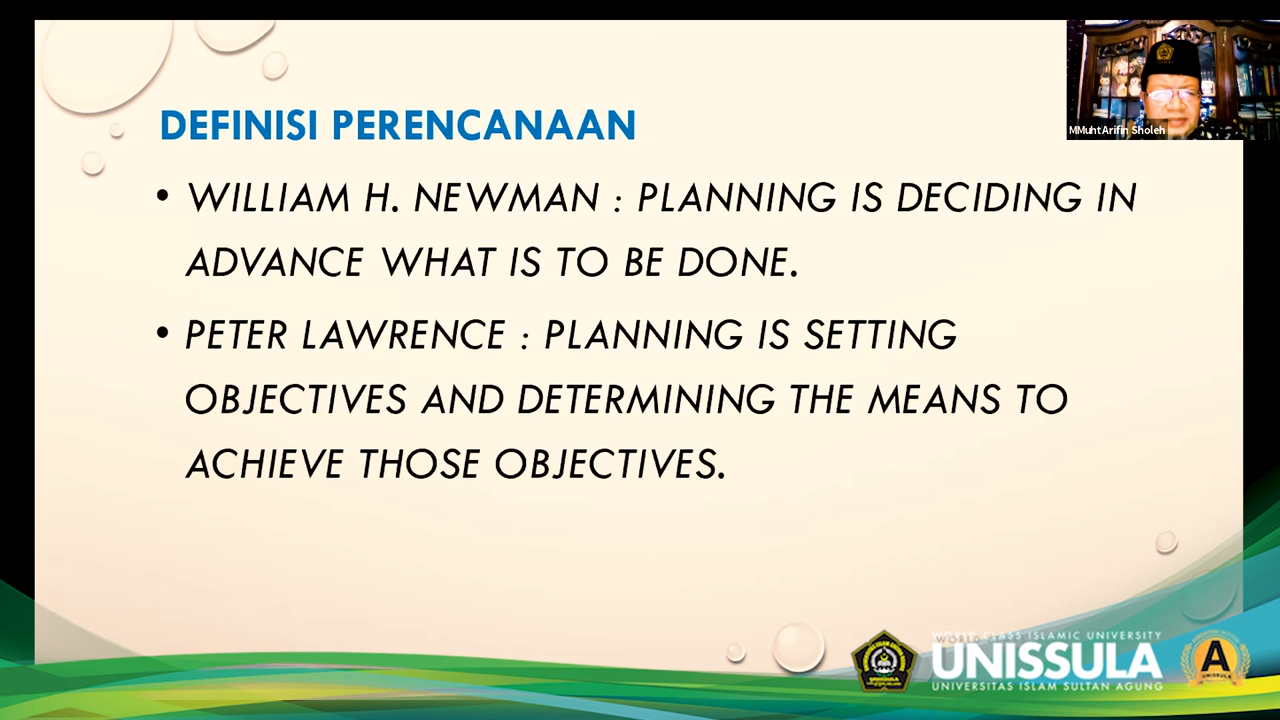 DEFINISI PERENCANAAN
• WILLIAM H. NEWMAN : PLANNING IS DECIDING IN
ADVANCE WHAT IS TO BE DONE.
• PETER LAWRENCE : PLANNING IS SETTING
OBJECTIVES AND DETERMINING THE MEANS TO
ACHIEVE THOSE OBJECTIVES.
MMuhtArifin Sholeh
WORLD CLASS ISLAMIC UNIVERSITY
UNISSULA
UNIVERSITAS ISLAM SULTAN AGUNG
A
UNISSULA